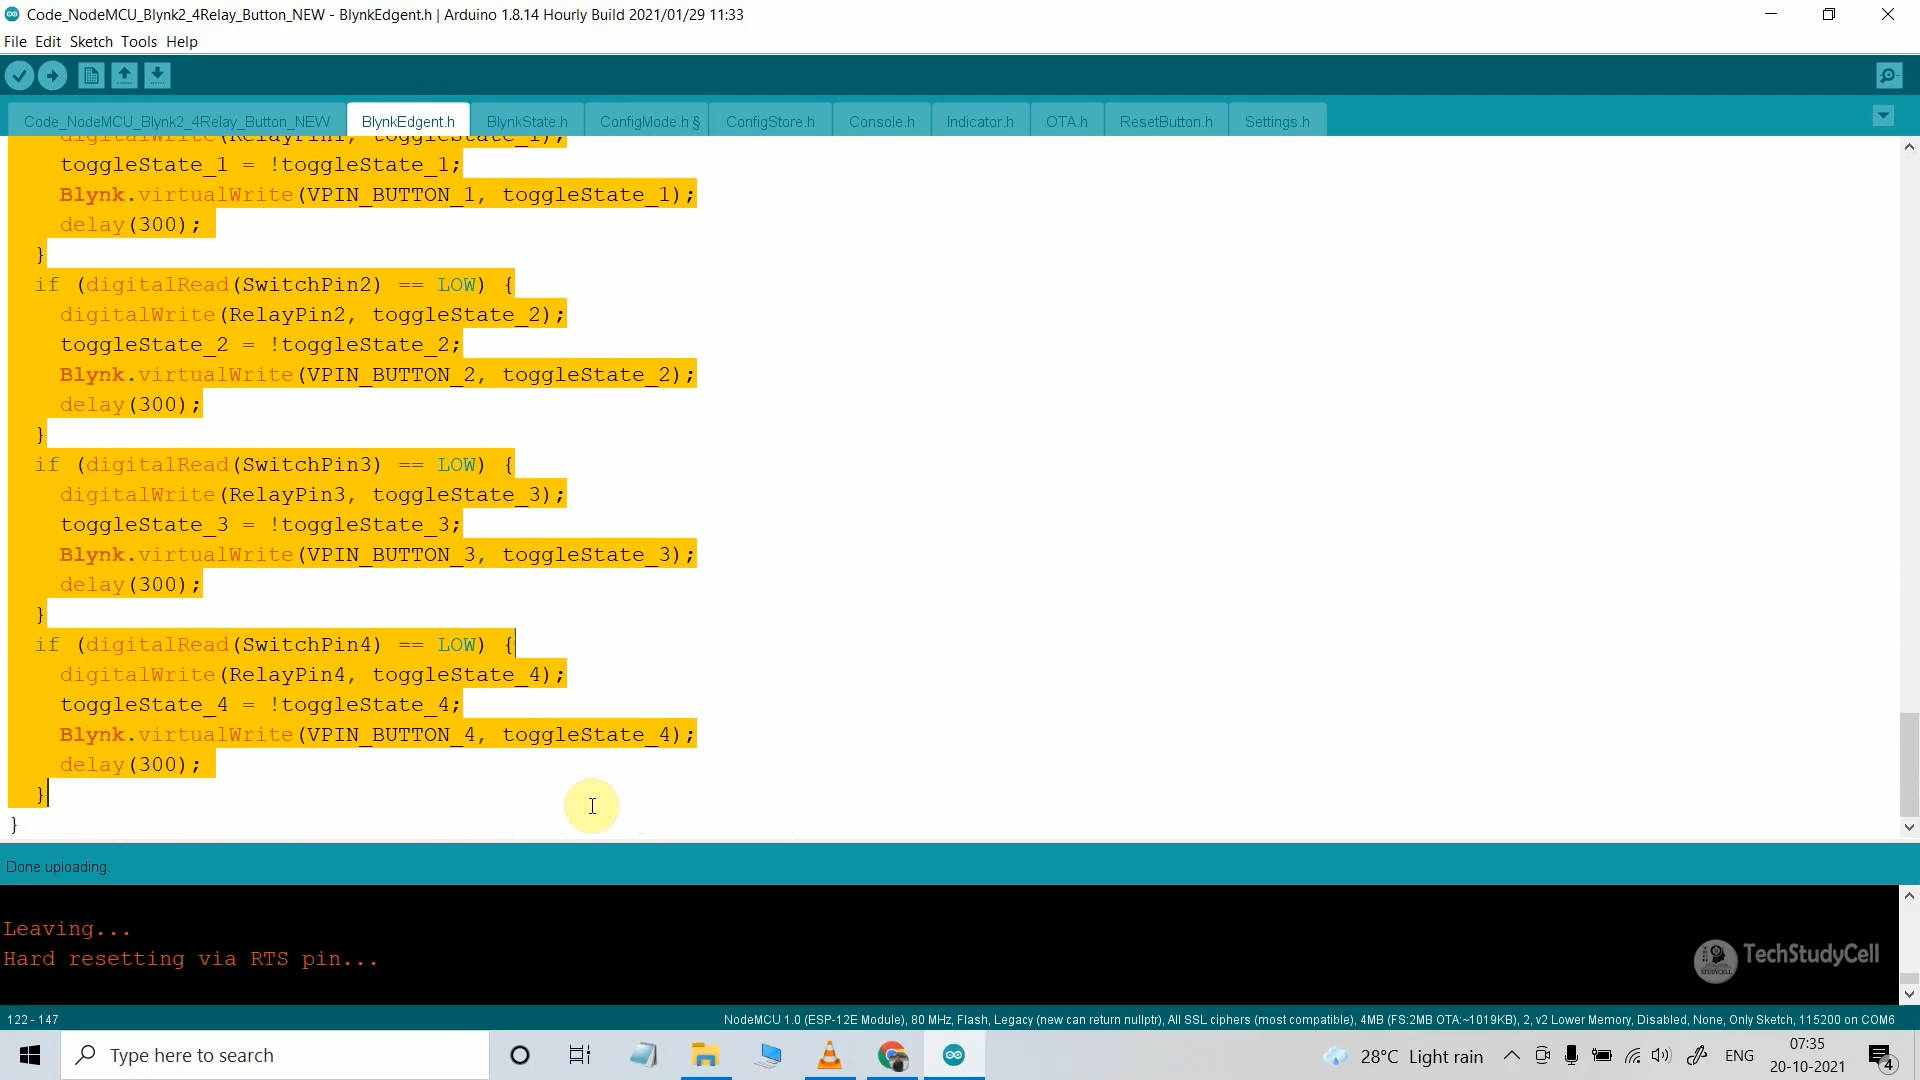 Code_NodeMCU_Blynk2_4Relay_Button_NEW - BlynkEdgent.h | Arduino 1.8.14 Hourly Build 2021/01/29 11:33
File Edit Sketch Tools Help
Code_NodeMCU_Blynk2_4Relay_Button_NEW BlynkEdgent.h BlynkState.h ConfigMode.h § ConfigStore.h Console.h Indicator.h OTA.h ResetButton.h Settings.h
digitalWrite(RelayPin1, toggleState_1);
toggleState_1 = !toggleState_1;
Blynk.virtualWrite(VPIN_BUTTON_1, toggleState_1);
delay(300);
}
if (digitalRead(SwitchPin2) == LOW) {
digitalWrite(RelayPin2, toggleState_2);
toggleState_2 = !toggleState_2;
Blynk.virtualWrite(VPIN_BUTTON_2, toggleState_2);
delay(300);
}
if (digitalRead(SwitchPin3) == LOW) {
digitalWrite(RelayPin3, toggleState_3);
toggleState_3 = !toggleState_3;
Blynk.virtualWrite(VPIN_BUTTON_3, toggleState_3);
delay(300);
}
if (digitalRead(SwitchPin4) == LOW) {
digitalWrite(RelayPin4, toggleState_4);
toggleState_4 = !toggleState_4;
Blynk.virtualWrite(VPIN_BUTTON_4, toggleState_4);
delay(300);
}
}
Done uploading.
Leaving...
Hard resetting via RTS pin...
STUDYCELL TechStudyCell
122 - 147 NodeMCU 1.0 (ESP-12E Module), 80 MHz, Flash, Legacy (new can return nullptr), All SSL ciphers (most compatible), 4MB (FS:2MB OTA:~1019KB), 2, v2 Lower Memory, Disabled, None, Only Sketch, 115200 on COM6
Type here to search 28°C Light rain ENG 07:35
20-10-2021 4